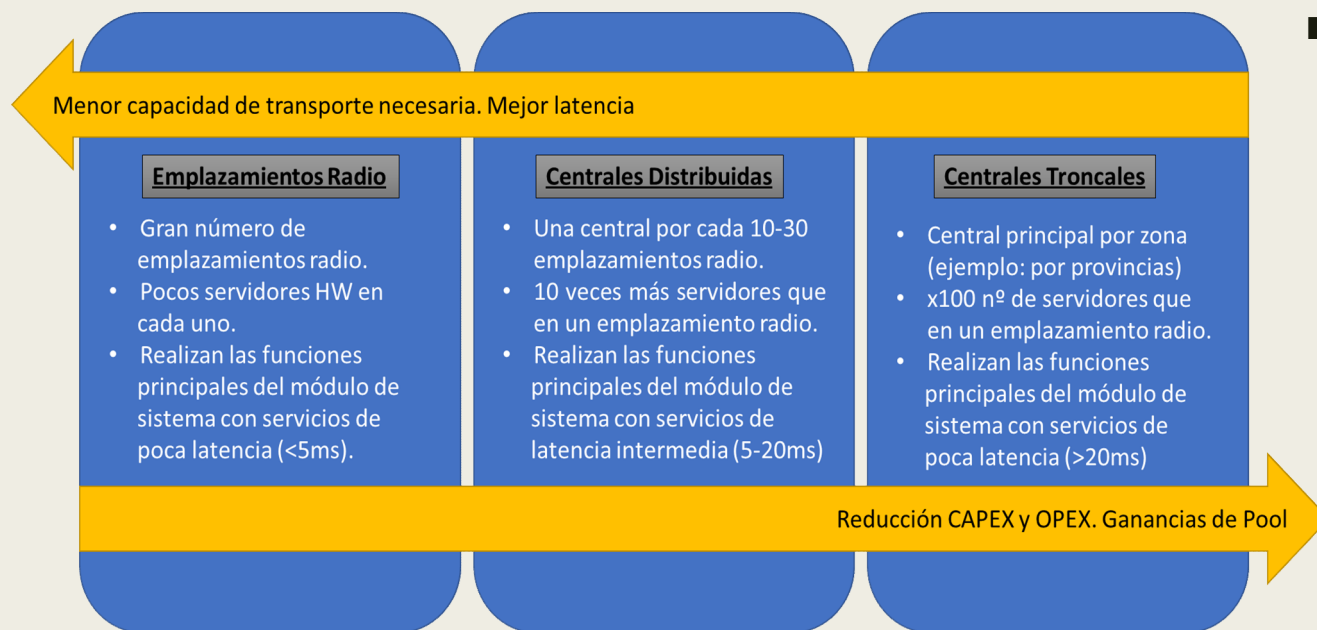 Menor capacidad de transporte necesaria. Mejor latencia
Emplazamientos Radio
• Gran número de
emplazamientos radio.
• Pocos servidores HW en
cada uno.
• Realizan las funciones
principales del módulo de
sistema con servicios de
poca latencia (<5ms).
Centrales Distribuidas
• Una central por cada 10-30
emplazamientos radio.
• 10 veces más servidores que
en un emplazamiento radio.
• Realizan las funciones
principales del módulo de
sistema con servicios de
latencia intermedia (5-20ms)
Centrales Troncales
• Central principal por zona
(ejemplo: por provincias)
• x100 nº de servidores que
en un emplazamiento radio.
• Realizan las funciones
principales del módulo de
sistema con servicios de
poca latencia (>20ms)
Reducción CAPEX y OPEX. Ganancias de Pool